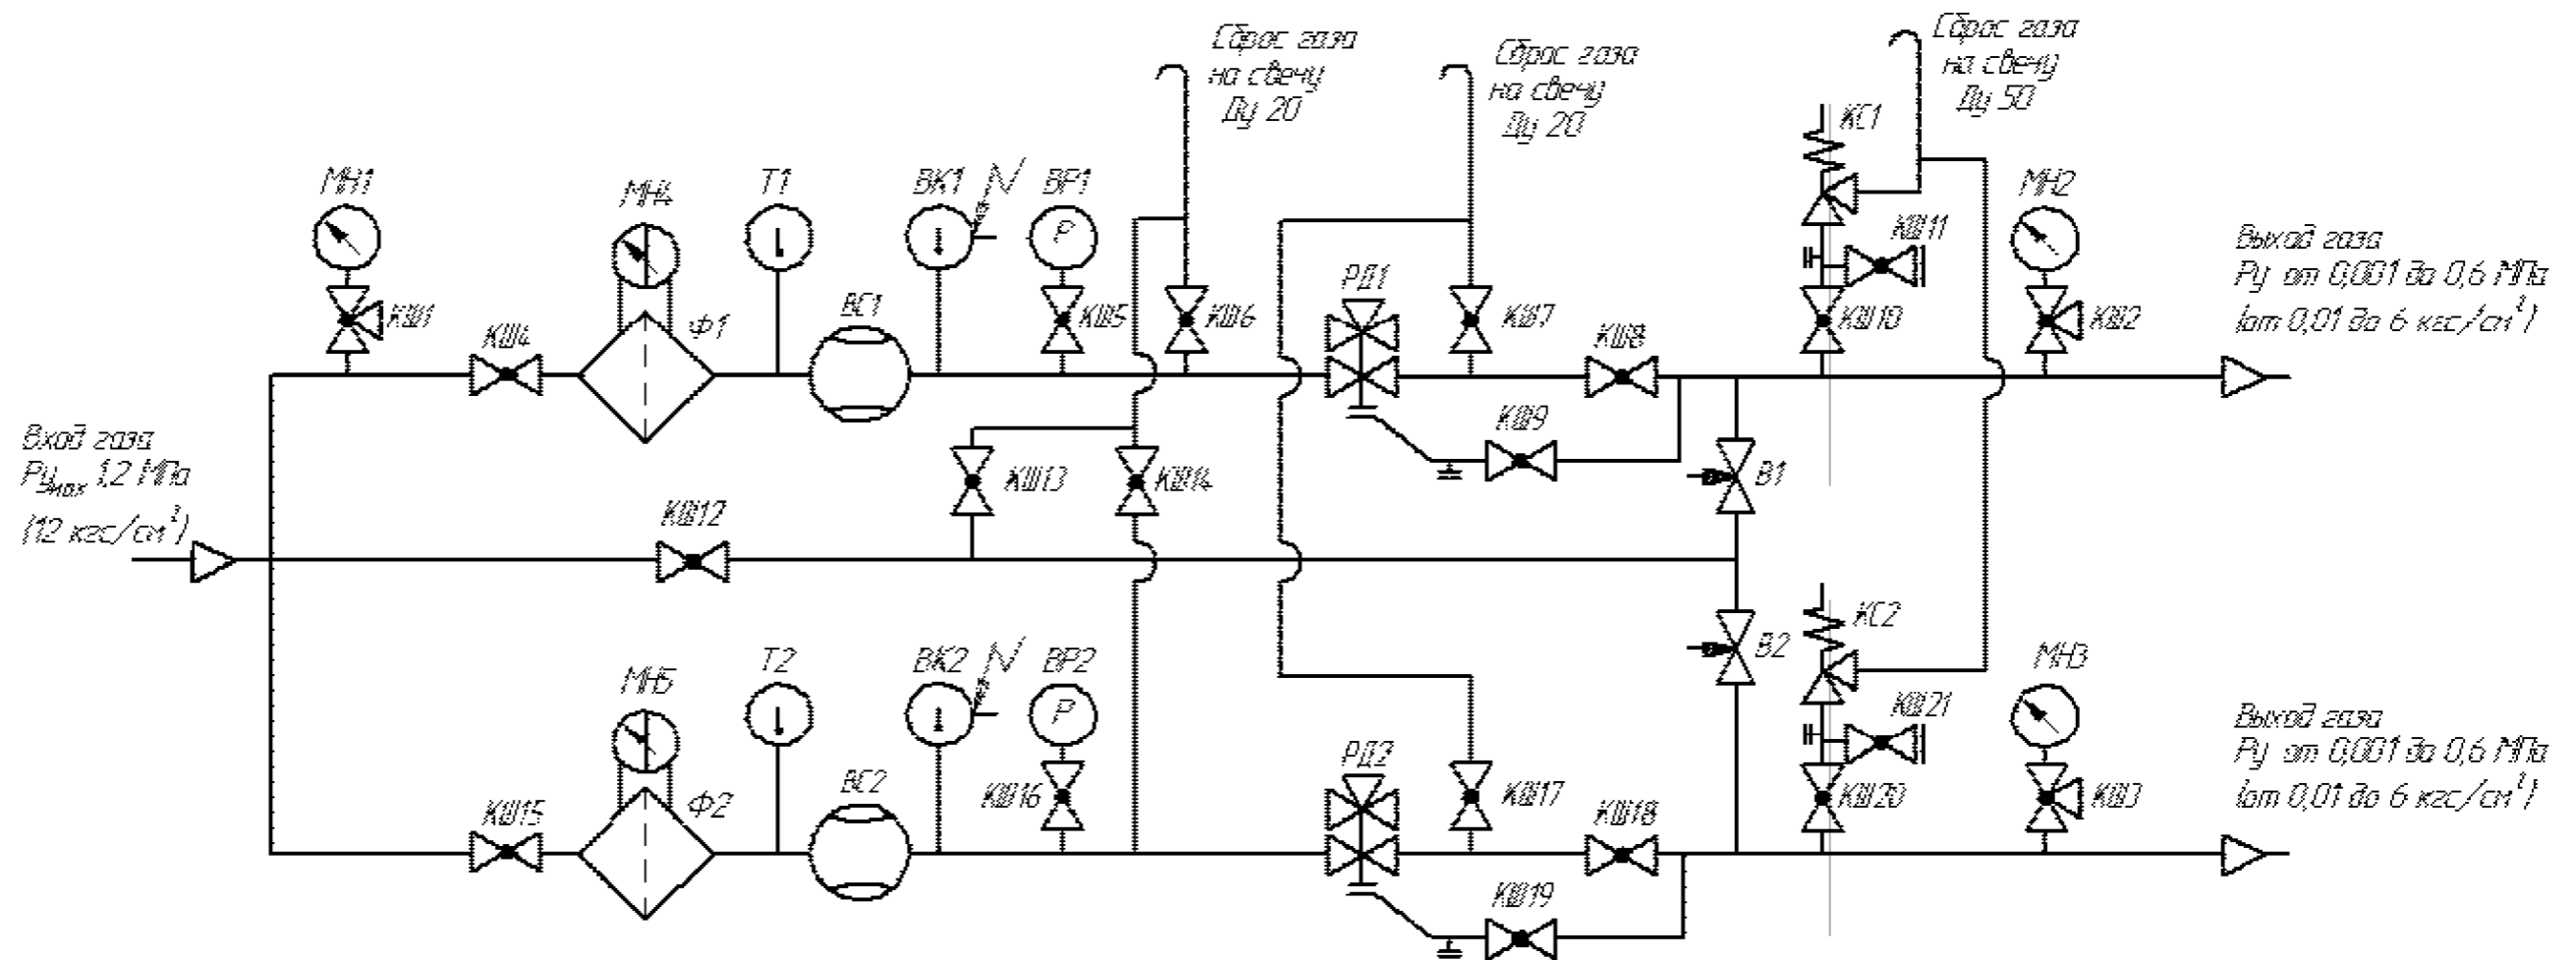 Сброс газа
на свечу
Ду 20
Сброс газа
на свечу
Ду 20
Сброс газа
на свечу
Ду 50
МН1
МН4
Т1
ВК1
ВР1
Р
КС1
МН2
КШ11
Выход газа
Ру от 0,001 до 0,6 МПа
(от 0,01 до 6 кгс/см²)
КШ1
КШ4
Ф1
ВС1
КШ5
КШ6
РД1
КШ7
КШ8
КШ10
КШ2
КШ9
Вход газа
Ру max 1,2 МПа
(12 кгс/см²)
КШ12
КШ13
КШ14
В1
В2
КС2
МН3
МН5
Т2
ВК2
ВР2
Р
КШ21
Выход газа
Ру от 0,001 до 0,6 МПа
(от 0,01 до 6 кгс/см²)
КШ15
Ф2
ВС2
КШ16
РД2
КШ17
КШ18
КШ20
КШ3
КШ19